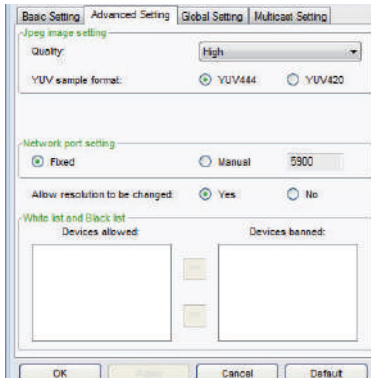 Basic Setting Advanced Setting Global Setting Multicast Setting
Jpeg image setting
Quality: High
YUV sample format: YUV444 YUV420
Network port setting
Fixed Manual 5900
Allow resolution to be changed: Yes No
White list and Black list
Devices allowed: Devices banned:
OK Cancel Default